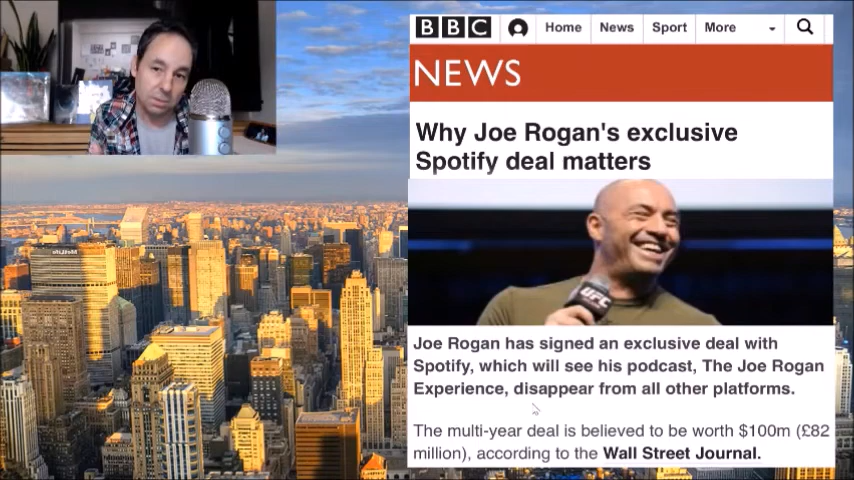 BBC
Home
News
Sport
More
NEWS
Why Joe Rogan's exclusive
Spotify deal matters
UFC
Joe Rogan has signed an exclusive deal with
Spotify, which will see his podcast, The Joe Rogan
Experience, disappear from all other platforms.
The multi-year deal is believed to be worth $100m (£82
million), according to the Wall Street Journal.